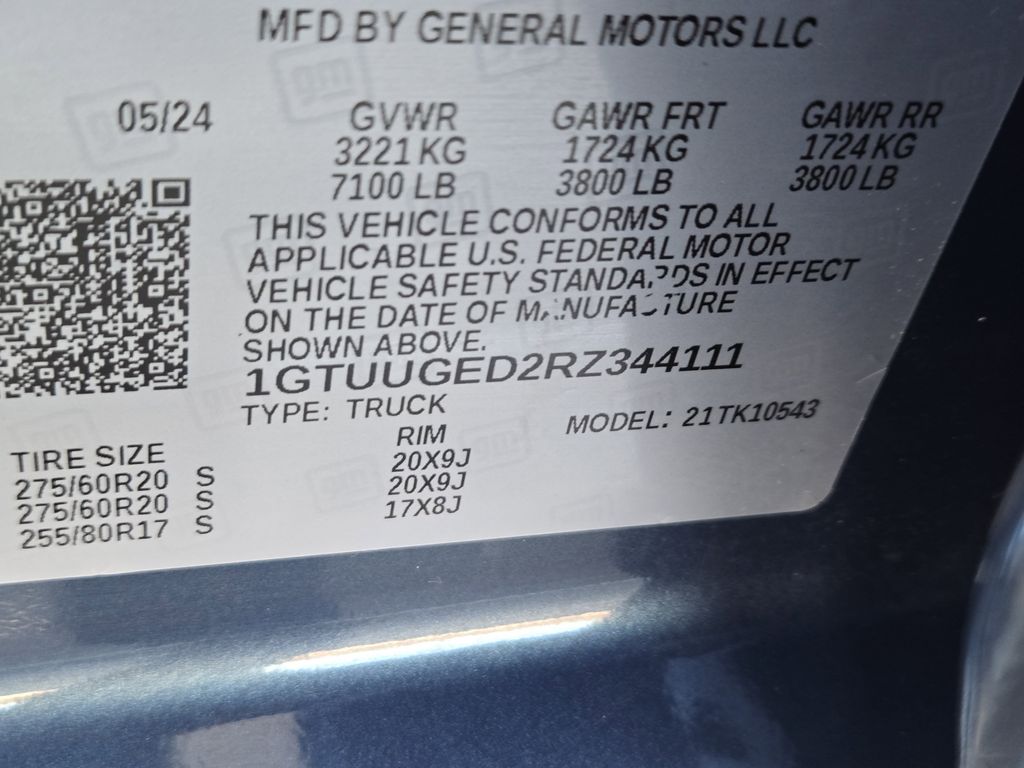 MFD BY GENERAL MOTORS LLC
05/24 GVWR GAWR FRT GAWR RR
3221 KG 1724 KG 1724 KG
7100 LB 3800 LB 3800 LB
THIS VEHICLE CONFORMS TO ALL
APPLICABLE U.S. FEDERAL MOTOR
VEHICLE SAFETY STANDARDS IN EFFECT
ON THE DATE OF MANUFACTURE
SHOWN ABOVE.
1GTUUGED2RZ344111
TYPE: TRUCK MODEL: 21TK10543
TIRE SIZE RIM
275/60R20 S 20X9J
275/60R20 S 20X9J
255/80R17 S 17X8J